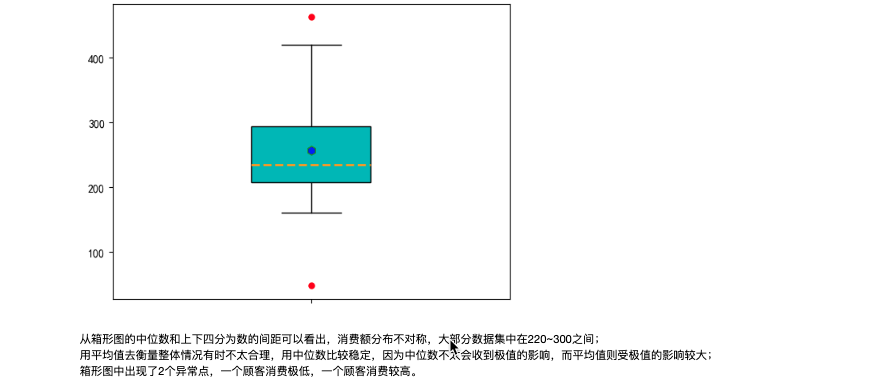 400
300
200
100
从箱形图的中位数和上下四分为数的间距可以看出，消费额分布不对称，大部分数据集中在220~300之间；
用平均值去衡量整体情况有时不太合理，用中位数比较稳定，因为中位数不太会收到极值的影响，而平均值则受极值的影响较大；
箱形图中出现了2个异常点，一个顾客消费极低，一个顾客消费较高。